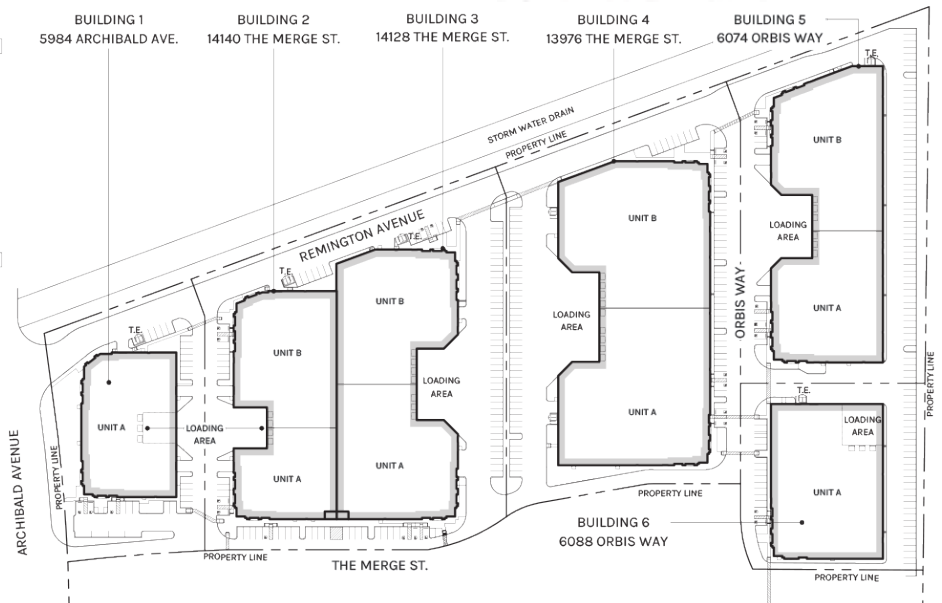 BUILDING 1
5984 ARCHIBALD AVE.
BUILDING 2
14140 THE MERGE ST.
BUILDING 3
14128 THE MERGE ST.
BUILDING 4
13976 THE MERGE ST.
BUILDING 5
6074 ORBIS WAY
T.E.
STORM WATER DRAIN
PROPERTY LINE
REMINGTON AVENUE
T.E.
T.E.
T.E.
UNIT B
UNIT B
UNIT B
UNIT B
LOADING
AREA
LOADING
AREA
LOADING
AREA
ORBIS WAY
UNIT A
PROPERTY LINE
T.E.
UNIT A
LOADING
AREA
UNIT A
UNIT A
UNIT A
LOADING
AREA
UNIT A
ARCHIBALD AVENUE
PROPERTY LINE
PROPERTY LINE
BUILDING 6
6088 ORBIS WAY
PROPERTY LINE
THE MERGE ST.
PROPERTY LINE